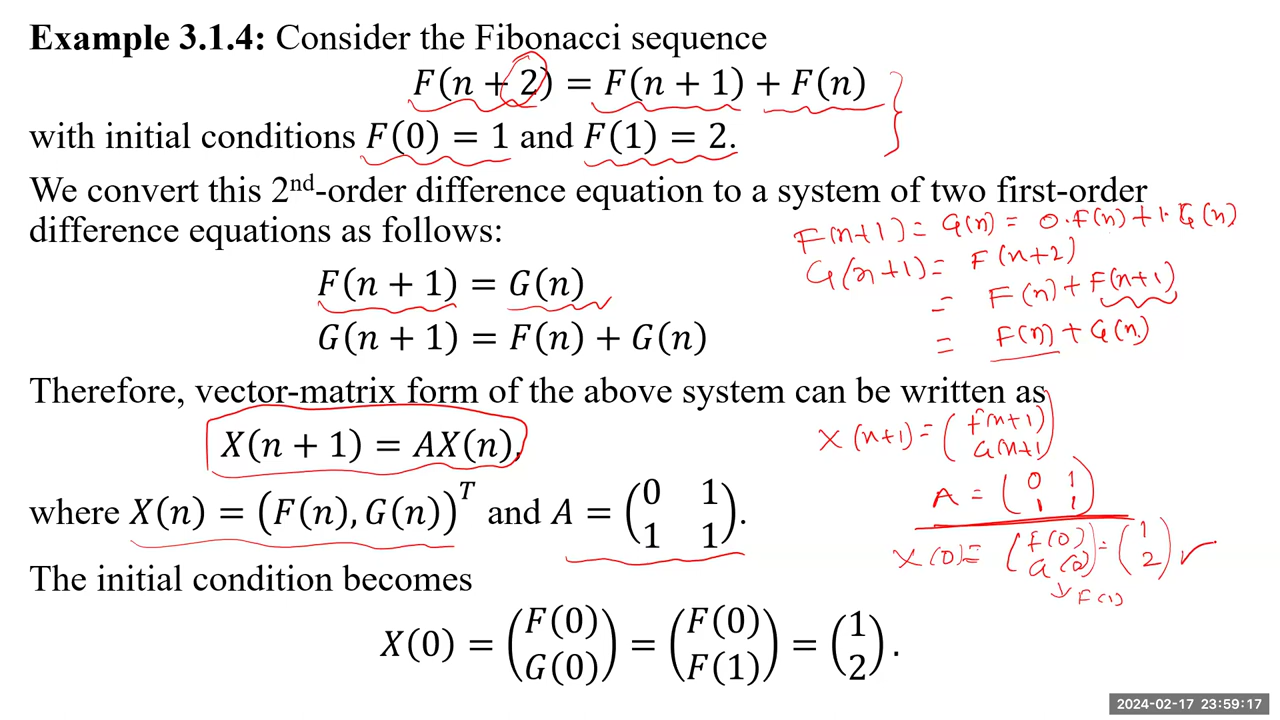 Example 3.1.4: Consider the Fibonacci sequence
F(n + 2) = F(n + 1) + F(n)
with initial conditions F(0) = 1 and F(1) = 2.
We convert this 2nd-order difference equation to a system of two first-order
difference equations as follows:
F(n+1) = G(n) = 0.F(n) + 1.G(n)
G(n+1) = F(n+2)
F(n + 1) = G(n)
= F(n) + F(n+1)
G(n + 1) = F(n) + G(n)
= F(n) + G(n)
Therefore, vector-matrix form of the above system can be written as
X(n + 1) = AX(n),
X(n+1) = (F(n+1)
G(n+1))
where X(n) = (F(n), G(n))^T and A = (0 1
1 1).
A = (0 1
1 1)
X(0) = (F(0)
G(0)) = (1
2)
F(1)
The initial condition becomes
X(0) = (F(0)
G(0)) = (F(0)
F(1)) = (1
2).
2024-02-17 23:59:17